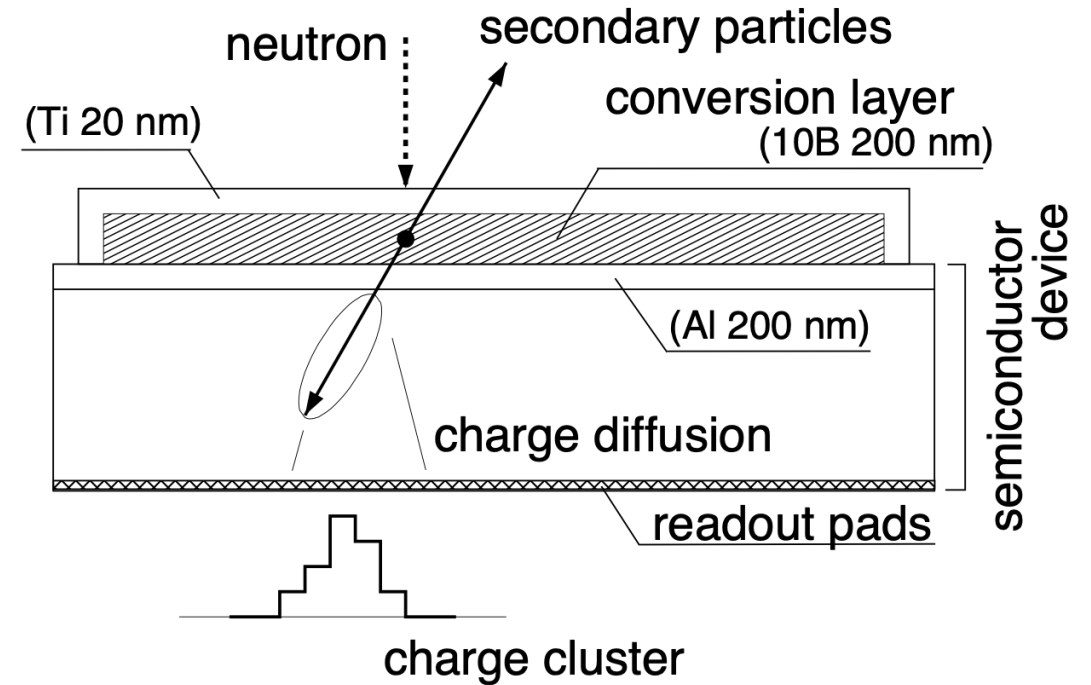 neutron
secondary particles
(Ti 20 nm)
conversion layer
(10B 200 nm)
(Al 200 nm)
semiconductor
device
charge diffusion
readout pads
charge cluster